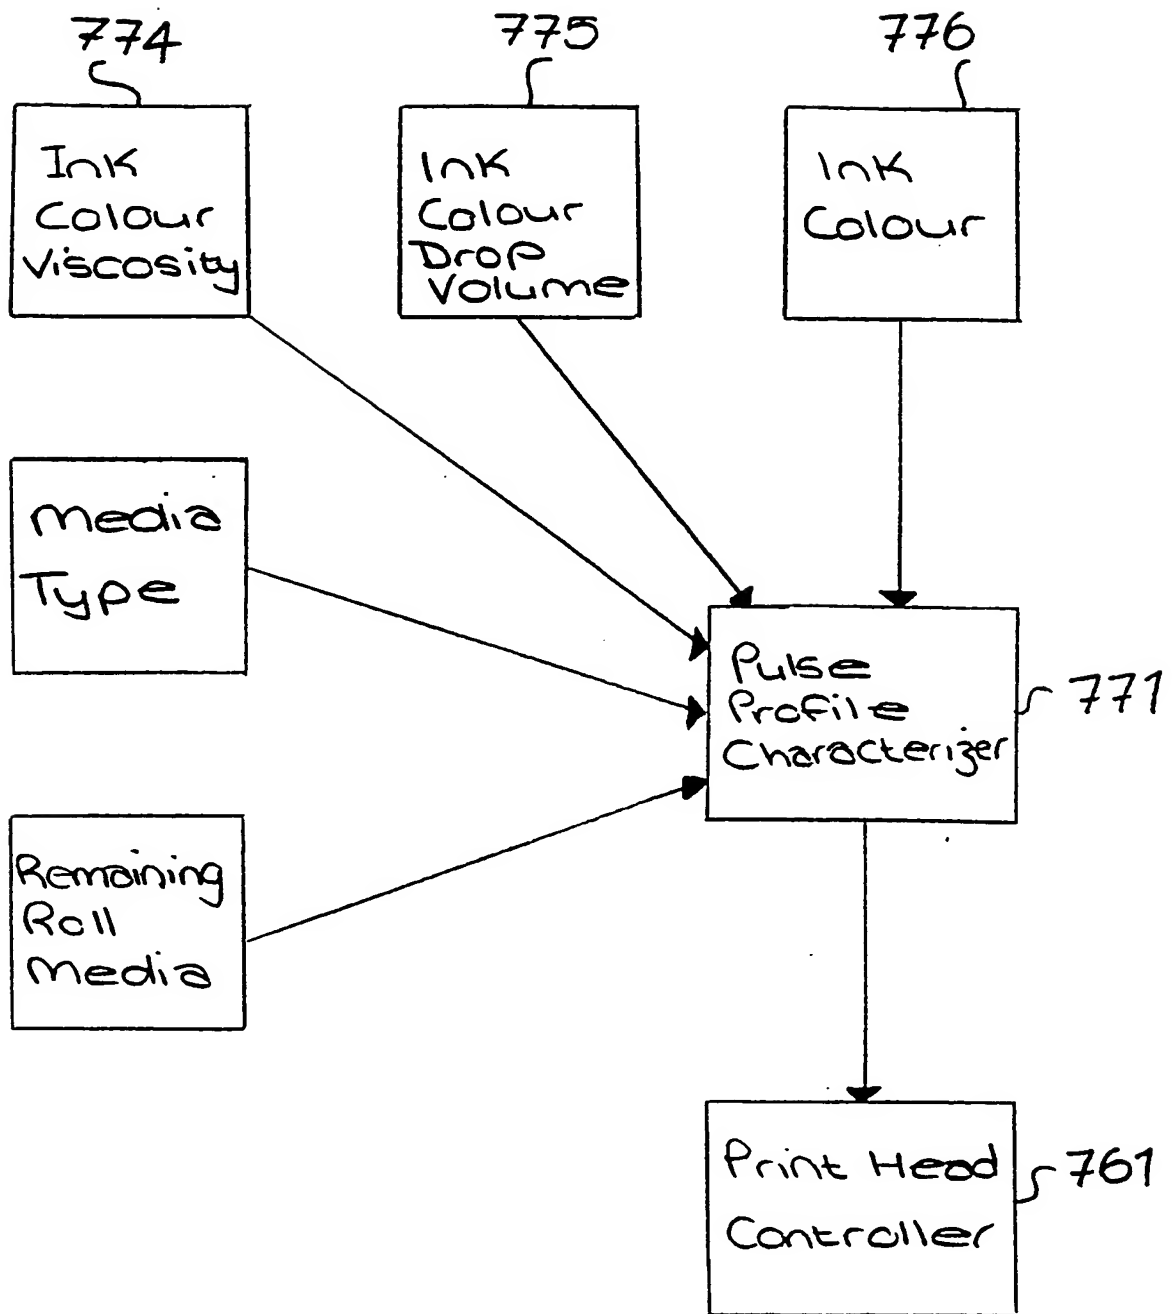 774
775
776
Ink
Colour
Viscosity
Ink
Colour
Drop
Volume
Ink
Colour
Media
Type
Pulse
Profile
Characterizer
771
Remaining
Roll
Media
Print Head
Controller
761